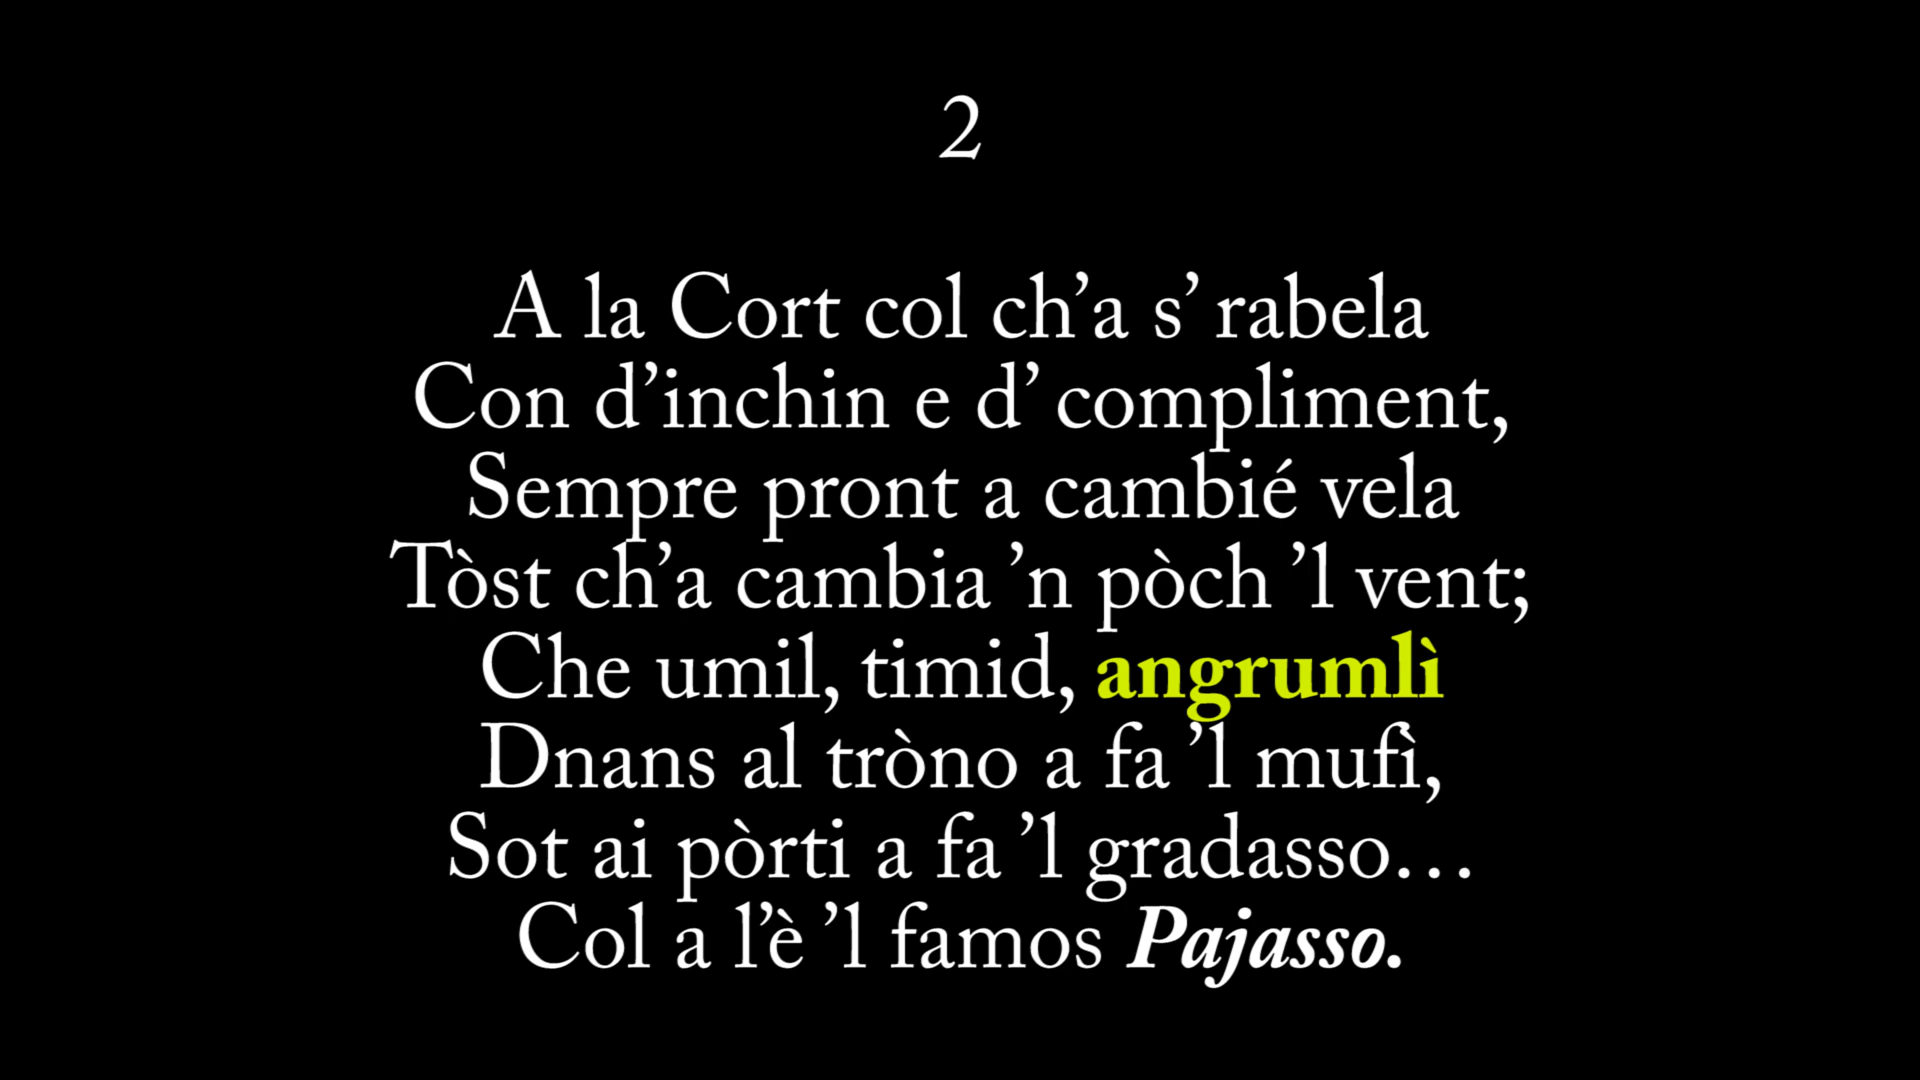 2
A la Cort col ch’a s’ rabela
Con d’inchin e d’ compliment,
Sempre pront a cambié vela
Tòst ch’a cambia ’n pòch ’l vent;
Che umil, timid, angrumlì
Dnans al tròno a fa ’l mufì,
Sot ai pòrti a fa ’l gradasso…
Col a l’è ’l famos Pajasso.